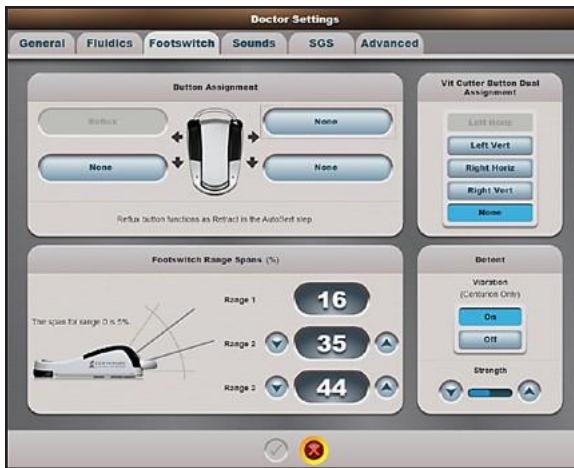 Doctor Settings
General Fluidics Footswitch Sounds SGS Advanced
Button Assignment
Reflux
None
None
None
Reflux button functions as Retract in the AutoSert step
Vit Cutter Button Dual
Assignment
Left Horiz
Left Vert
Right Horiz
Right Vert
None
Footswitch Range Spans (%)
The span for range 0 is 5%.
Range 1
16
Range 2
35
Range 3
44
Detent
Vibration
(Centurion Only)
On
Off
Strength